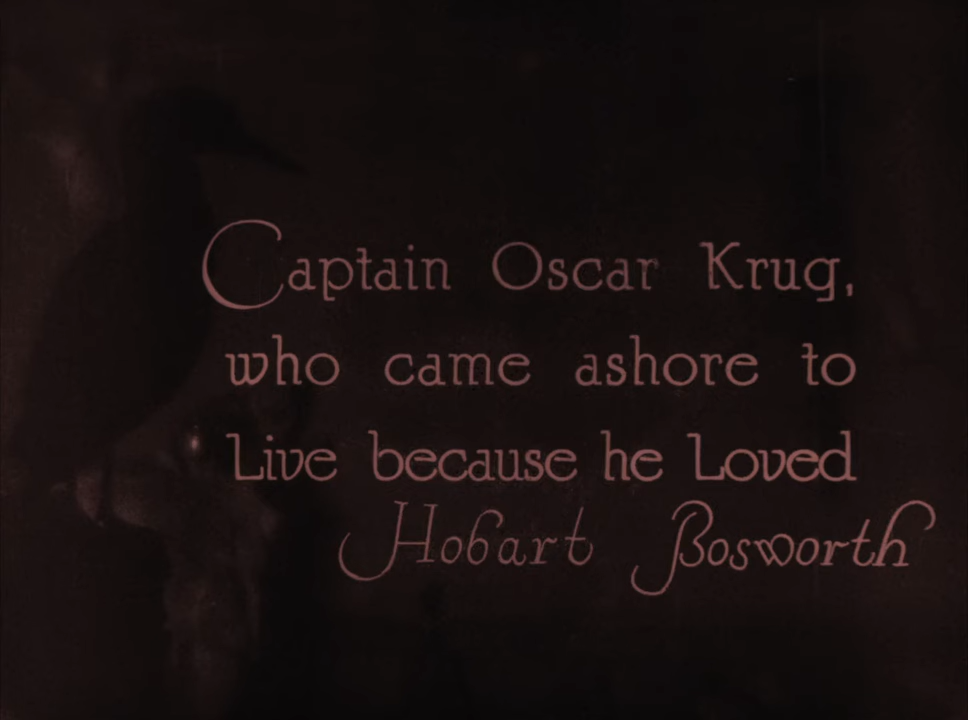 Captain Oscar Krug,
who came ashore to
Live because he Loved
Hobart Bosworth